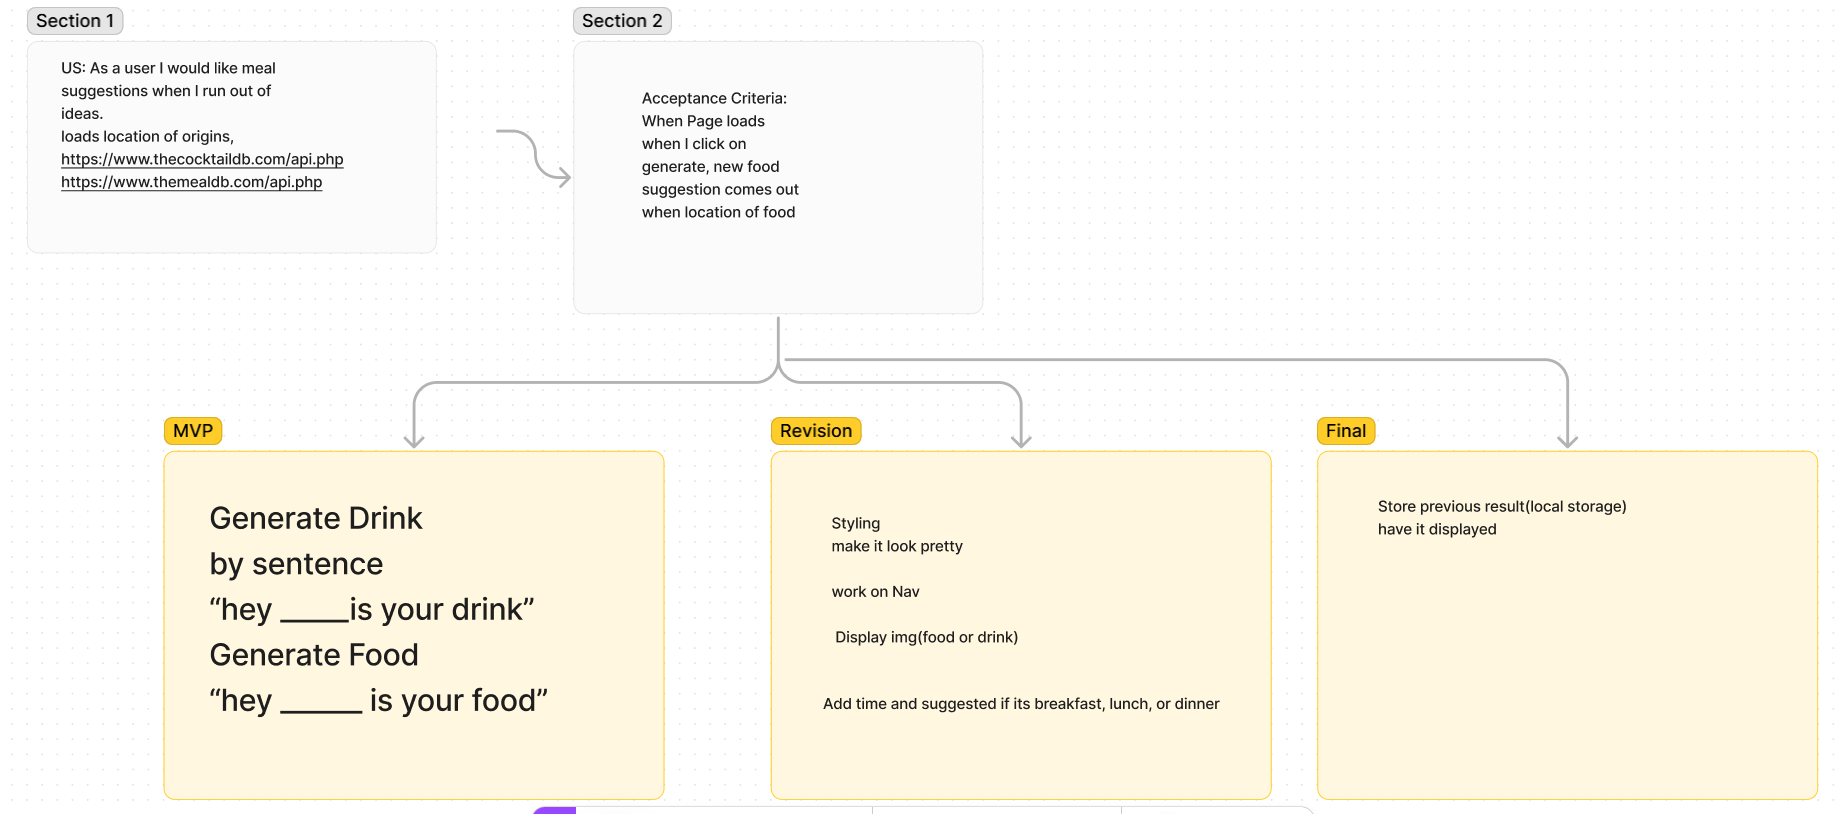 Section 1
US: As a user I would like meal
suggestions when I run out of
ideas.
loads location of origins,
https://www.thecocktaildb.com/api.php
https://www.themealdb.com/api.php
Section 2
Acceptance Criteria:
When Page loads
when I click on
generate, new food
suggestion comes out
when location of food
MVP
Generate Drink
by sentence
“hey _____is your drink”
Generate Food
“hey ______ is your food”
Revision
Styling
make it look pretty
work on Nav
Display img(food or drink)
Add time and suggested if its breakfast, lunch, or dinner
Final
Store previous result(local storage)
have it displayed